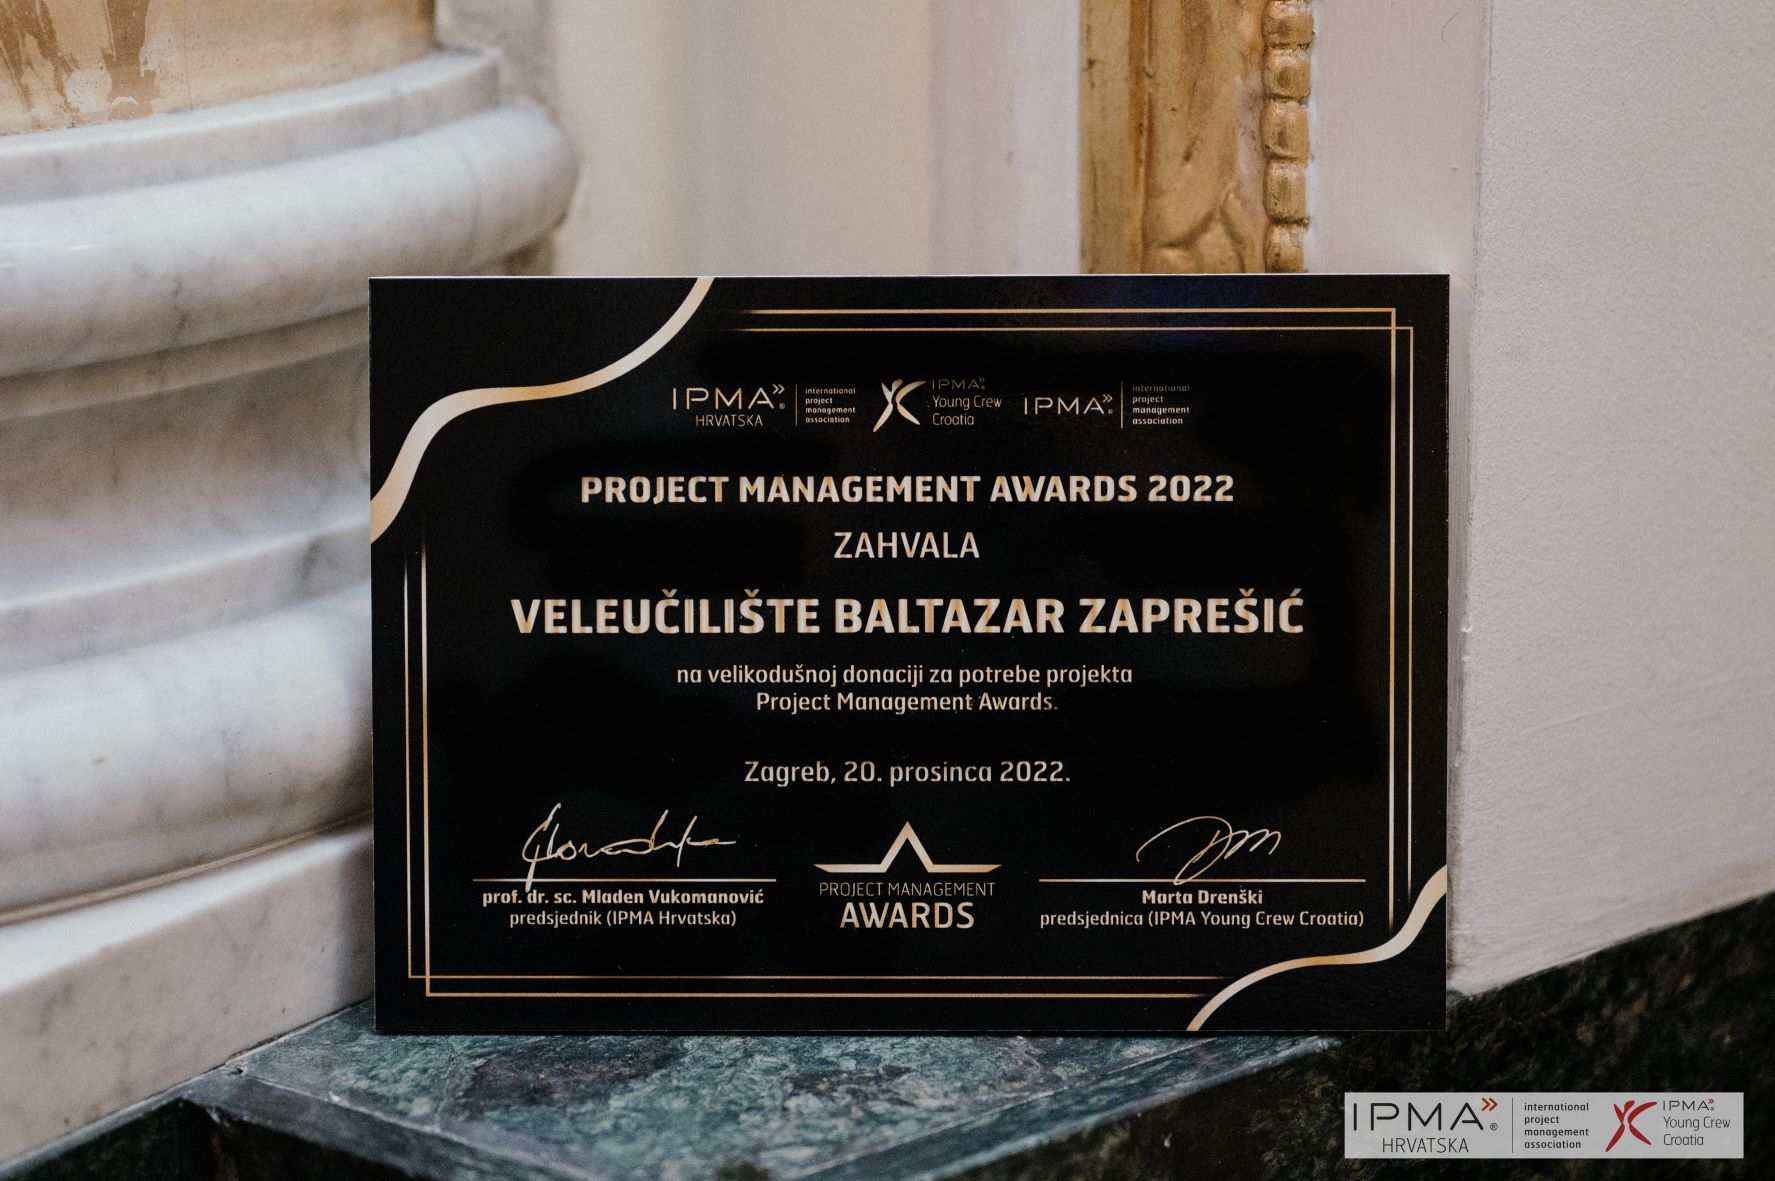 IPMA® HRVATSKA
international project management association
IPMA® Young Crew Croatia
IPMA®
international project management association
PROJECT MANAGEMENT AWARDS 2022
ZAHVALA
VELEUČILIŠTE BALTAZAR ZAPREŠIĆ
na velikodušnoj donaciji za potrebe projekta
Project Management Awards.
Zagreb, 20. prosinca 2022.
prof. dr. sc. Mladen Vukomanović
predsjednik (IPMA Hrvatska)
PROJECT MANAGEMENT
AWARDS
Marta Drenški
predsjednica (IPMA Young Crew Croatia)
IPMA® HRVATSKA
international project management association
IPMA® Young Crew Croatia